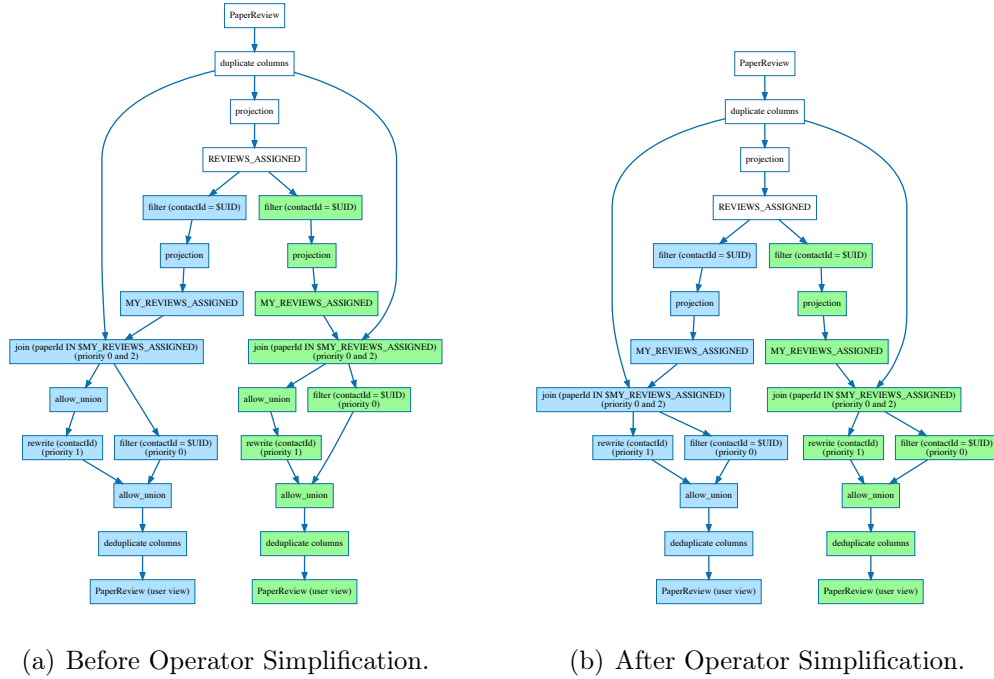 PaperReview
duplicate columns
projection
REVIEWS_ASSIGNED
filter (contactId = $UID)
filter (contactId = $UID)
projection
projection
MY_REVIEWS_ASSIGNED
MY_REVIEWS_ASSIGNED
join (paperId IN $MY_REVIEWS_ASSIGNED)
(priority 0 and 2)
join (paperId IN $MY_REVIEWS_ASSIGNED)
(priority 0 and 2)
allow_union
allow_union
filter (contactId = $UID)
(priority 0)
rewrite (contactId)
(priority 1)
filter (contactId = $UID)
(priority 0)
rewrite (contactId)
(priority 1)
allow_union
allow_union
deduplicate columns
deduplicate columns
PaperReview (user view)
PaperReview (user view)
(a) Before Operator Simplification.
PaperReview
duplicate columns
projection
REVIEWS_ASSIGNED
filter (contactId = $UID)
filter (contactId = $UID)
projection
projection
MY_REVIEWS_ASSIGNED
MY_REVIEWS_ASSIGNED
join (paperId IN $MY_REVIEWS_ASSIGNED)
(priority 0 and 2)
join (paperId IN $MY_REVIEWS_ASSIGNED)
(priority 0 and 2)
rewrite (contactId)
(priority 1)
filter (contactId = $UID)
(priority 0)
rewrite (contactId)
(priority 1)
filter (contactId = $UID)
(priority 0)
allow_union
allow_union
deduplicate columns
deduplicate columns
PaperReview (user view)
PaperReview (user view)
(b) After Operator Simplification.